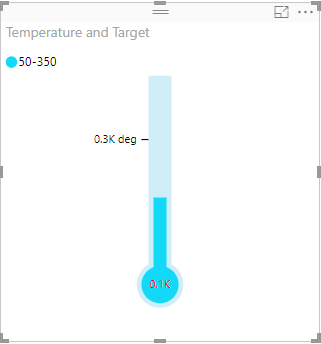 Temperature and Target
50-350
0.3K deg
0.1K